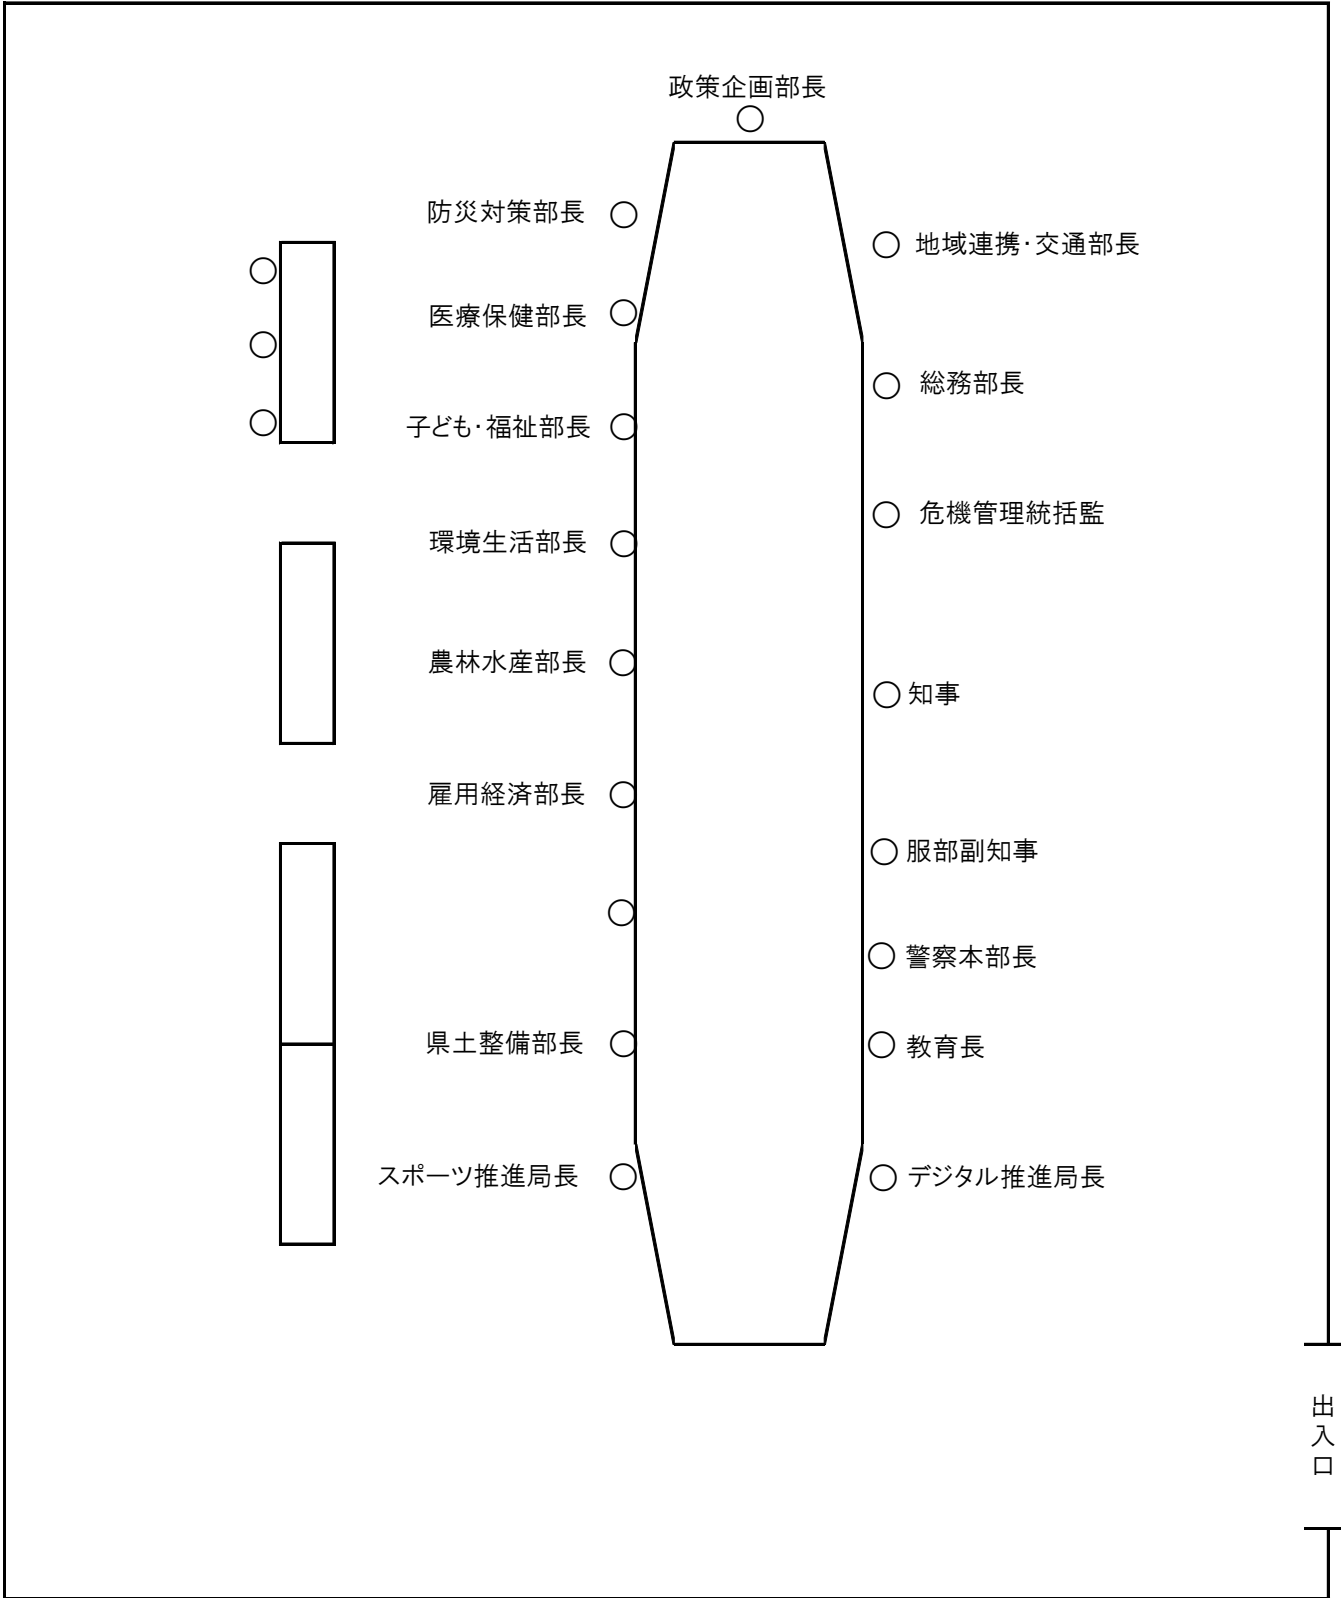 政策企画部長
防災対策部長
地域連携・交通部長
医療保健部長
総務部長
子ども・福祉部長
危機管理統括監
環境生活部長
農林水産部長
知事
雇用経済部長
服部副知事
警察本部長
県土整備部長
教育長
スポーツ推進局長
デジタル推進局長
出入口